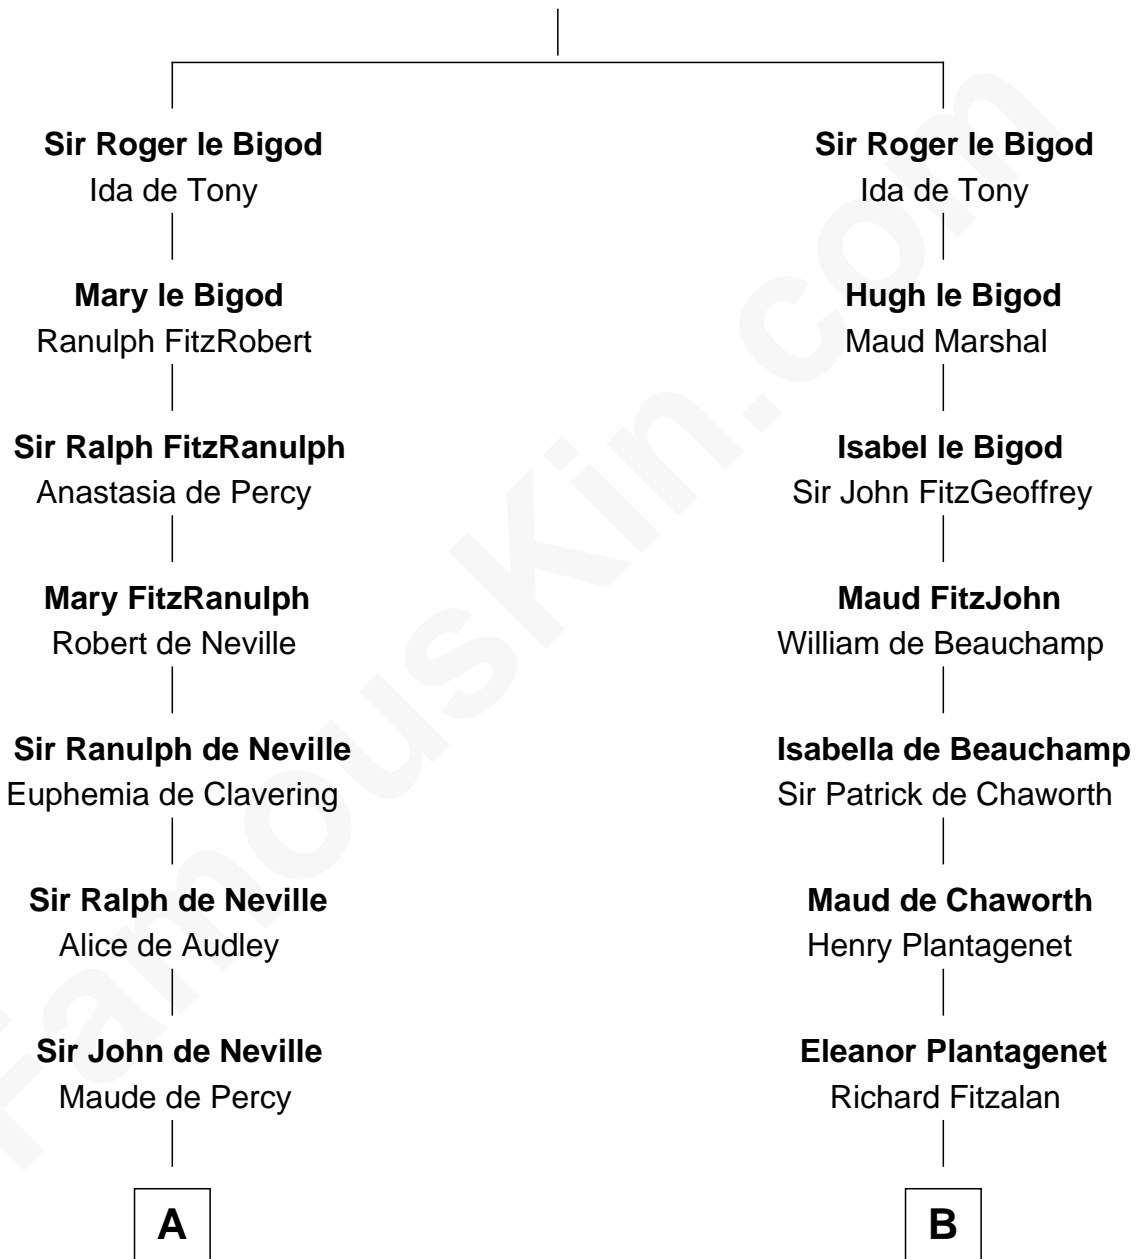 Sir Roger le Bigod
Ida de Tony
Mary le Bigod
Ranulph FitzRobert
Sir Ralph FitzRanulph
Anastasia de Percy
Mary FitzRanulph
Robert de Neville
Sir Ranulph de Neville
Euphemia de Clavering
Sir Ralph de Neville
Alice de Audley
Sir John de Neville
Maude de Percy
A
Sir Roger le Bigod
Ida de Tony
Hugh le Bigod
Maud Marshal
Isabel le Bigod
Sir John FitzGeoffrey
Maud FitzJohn
William de Beauchamp
Isabella de Beauchamp
Sir Patrick de Chaworth
Maud de Chaworth
Henry Plantagenet
Eleanor Plantagenet
Richard Fitzalan
B
FamousKin.com